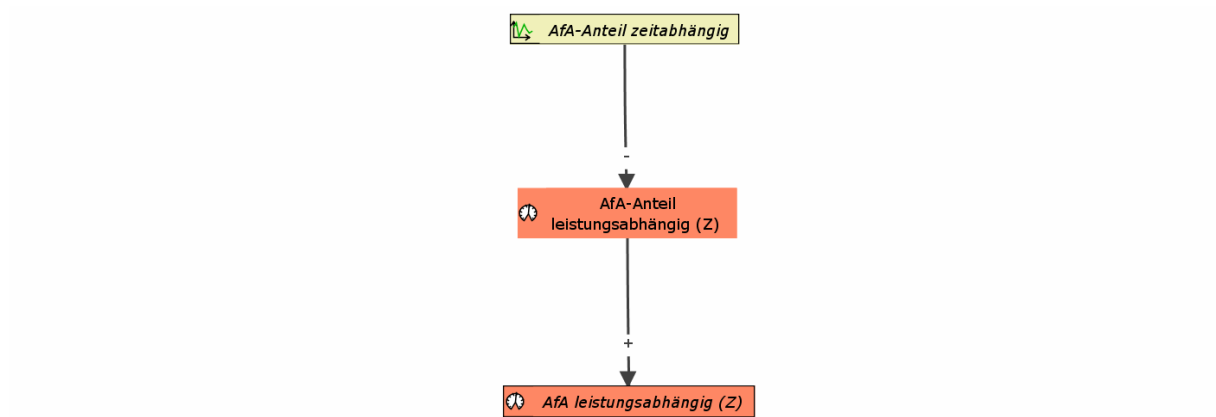 AfA-Anteil zeitabhängig
-
AfA-Anteil
leistungsabhängig (Z)
+
AfA leistungsabhängig (Z)